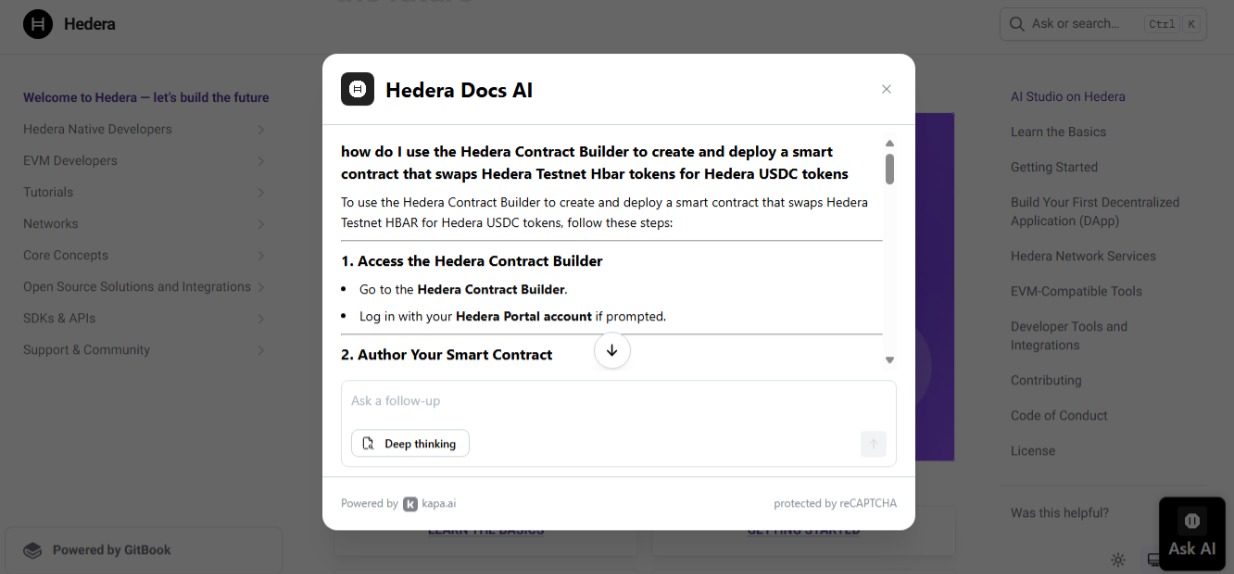 Hedera
Ask or search...
Ctrl K
Welcome to Hedera — let's build the future
Hedera Native Developers
EVM Developers
Tutorials
Networks
Core Concepts
Open Source Solutions and Integrations
SDKs & APIs
Support & Community
Powered by GitBook
Hedera Docs AI
how do I use the Hedera Contract Builder to create and deploy a smart
contract that swaps Hedera Testnet Hbar tokens for Hedera USDC tokens
To use the Hedera Contract Builder to create and deploy a smart contract that swaps Hedera
Testnet HBAR for Hedera USDC tokens, follow these steps:
1. Access the Hedera Contract Builder
• Go to the Hedera Contract Builder.
• Log in with your Hedera Portal account if prompted.
2. Author Your Smart Contract
Ask a follow-up
Deep thinking
Powered by kapa.ai
protected by reCAPTCHA
LEARN THE BASICS
GETTING STARTED
AI Studio on Hedera
Learn the Basics
Getting Started
Build Your First Decentralized
Application (DApp)
Hedera Network Services
EVM-Compatible Tools
Developer Tools and
Integrations
Contributing
Code of Conduct
License
Was this helpful?
Ask AI